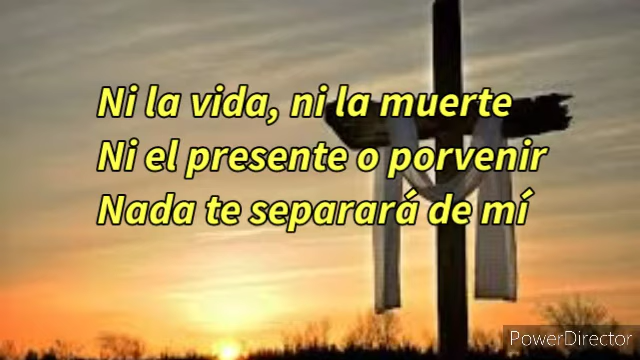 Ni la vida, ni la muerte
Ni el presente o porvenir
Nada te separará de mí
PowerDirector